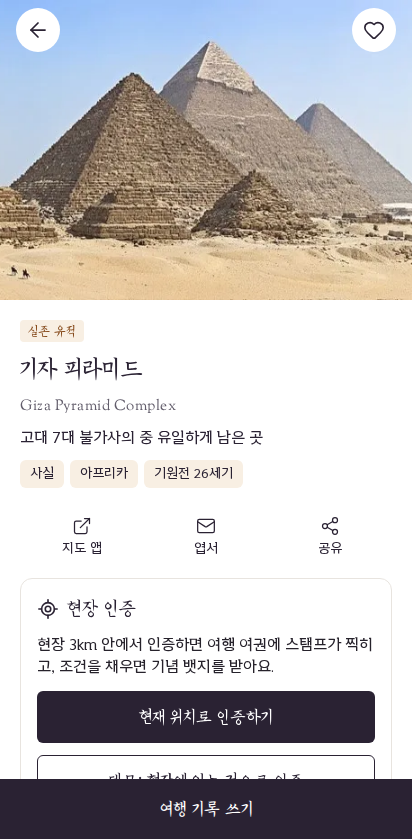 실존 유적
기자 피라미드
Giza Pyramid Complex
고대 7대 불가사의 중 유일하게 남은 곳
사실 아프리카 기원전 26세기
지도 앱 엽서 공유
현장 인증
현장 3km 안에서 인증하면 여행 여권에 스탬프가 찍히
고, 조건을 채우면 기념 뱃지를 받아요.
현재 위치로 인증하기
여행 기록 쓰기